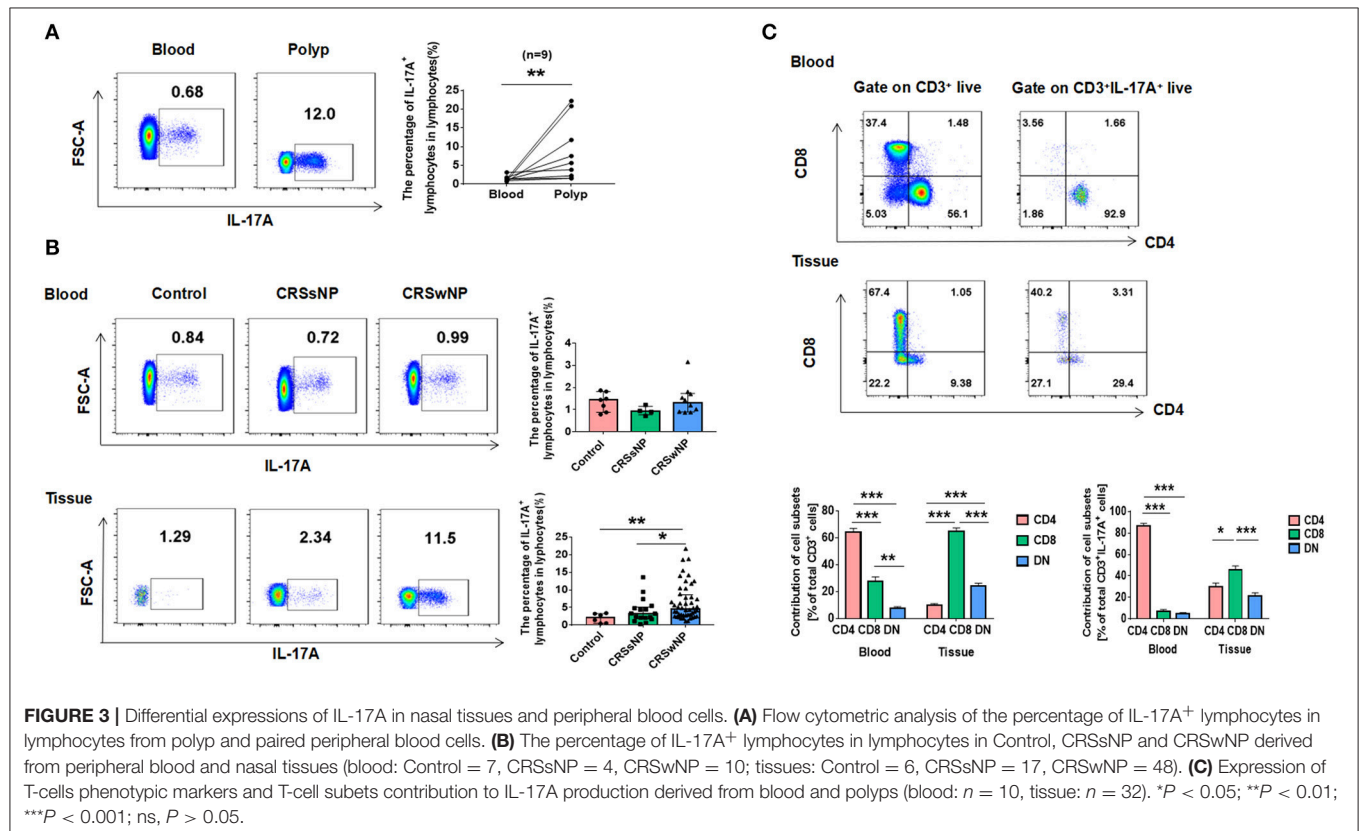 A
Blood
Polyp
0.68
12.0
FSC-A
IL-17A
(n=9)
**
The percentage of IL-17A+
lymphocytes in lymphocytes(%)
25
20
15
10
5
0
Blood
Polyp
B
Blood
Control
CRSsNP
CRSwNP
0.84
0.72
0.99
FSC-A
IL-17A
The percentage of IL-17A+
lymphocytes in lymphocytes(%)
4
3
2
1
0
Control
CRSsNP
CRSwNP
Tissue
1.29
2.34
11.5
FSC-A
IL-17A
The percentage of IL-17A+
lymphocytes in lyphocytes(%)
25
20
15
10
5
0
**
*
Control
CRSsNP
CRSwNP
C
Blood
Gate on CD3+ live
Gate on CD3+IL-17A+ live
37.4
1.48
5.03
56.1
3.56
1.66
1.86
92.9
CD8
CD4
Tissue
67.4
1.05
22.2
9.38
40.2
3.31
27.1
29.4
CD8
CD4
Contribution of cell subsets
[% of total CD3+ cells]
80
60
40
20
0
***
***
**
***
***
***
CD4
CD8
DN
CD4 CD8 DN
CD4 CD8 DN
Blood
Tissue
Contribution of cell subsets
[% of total CD3+IL-17A+ cells]
100
80
60
40
20
0
***
***
*
***
CD4
CD8
DN
CD4 CD8 DN
CD4 CD8 DN
Blood
Tissue
FIGURE 3 | Differential expressions of IL-17A in nasal tissues and peripheral blood cells. (A) Flow cytometric analysis of the percentage of IL-17A+ lymphocytes in
lymphocytes from polyp and paired peripheral blood cells. (B) The percentage of IL-17A+ lymphocytes in lymphocytes in Control, CRSsNP and CRSwNP derived
from peripheral blood and nasal tissues (blood: Control = 7, CRSsNP = 4, CRSwNP = 10; tissues: Control = 6, CRSsNP = 17, CRSwNP = 48). (C) Expression of
T-cells phenotypic markers and T-cell subets contribution to IL-17A production derived from blood and polyps (blood: n = 10, tissue: n = 32). *P < 0.05; **P < 0.01;
***P < 0.001; ns, P > 0.05.